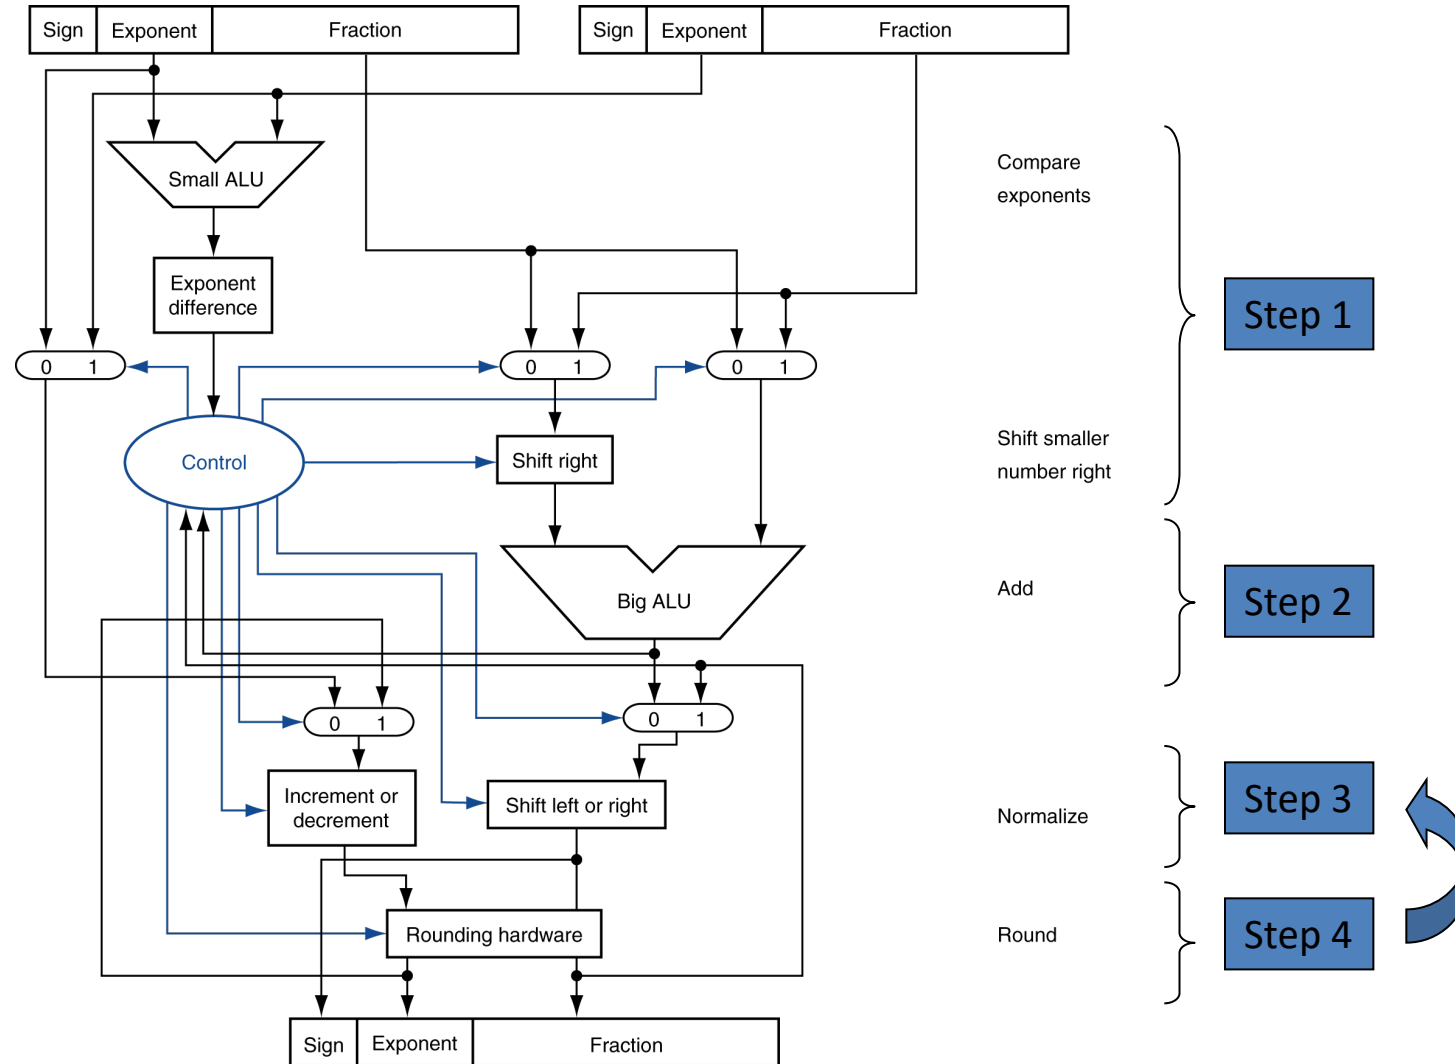 Sign Exponent Fraction
Sign Exponent Fraction
Compare
exponents
Small ALU
Exponent
difference
Step 1
0 1
0 1
0 1
Control
Shift right
Shift smaller
number right
Big ALU
Add
Step 2
0 1
0 1
Increment or
decrement
Shift left or right
Normalize
Step 3
Rounding hardware
Round
Step 4
Sign Exponent Fraction